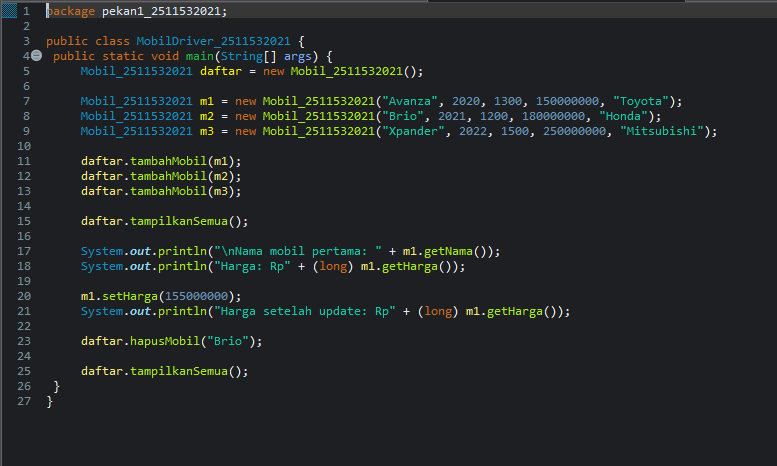 1 package pekan1_2511532021;
2
3 public class MobilDriver_2511532021 {
4 public static void main(String[] args) {
5 Mobil_2511532021 daftar = new Mobil_2511532021();
6
7 Mobil_2511532021 m1 = new Mobil_2511532021("Avanza", 2020, 1300, 150000000, "Toyota");
8 Mobil_2511532021 m2 = new Mobil_2511532021("Brio", 2021, 1200, 180000000, "Honda");
9 Mobil_2511532021 m3 = new Mobil_2511532021("Xpander", 2022, 1500, 250000000, "Mitsubishi");
10
11 daftar.tambahMobil(m1);
12 daftar.tambahMobil(m2);
13 daftar.tambahMobil(m3);
14
15 daftar.tampilkanSemua();
16
17 System.out.println("\nNama mobil pertama: " + m1.getNama());
18 System.out.println("Harga: Rp" + (long) m1.getHarga());
19
20 m1.setHarga(155000000);
21 System.out.println("Harga setelah update: Rp" + (long) m1.getHarga());
22
23 daftar.hapusMobil("Brio");
24
25 daftar.tampilkanSemua();
26 }
27 }